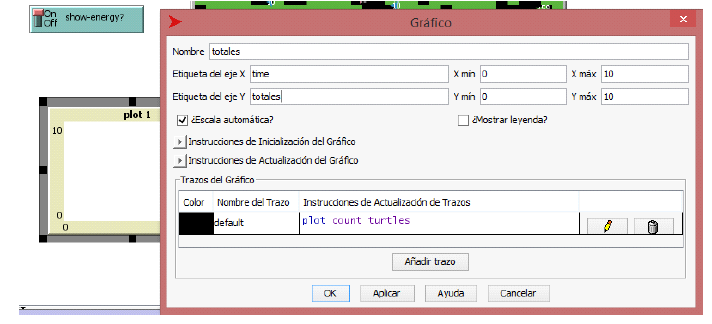 On
Off
show-energy?
Gráfico
Nombre totales
Etiqueta del eje X time X mín 0 X máx 10
Etiqueta del eje Y totales Y mín 0 Y máx 10
¿Escala automática? ¿Mostrar leyenda?
Instrucciones de Inicialización del Gráfico
Instrucciones de Actualización del Gráfico
Trazos del Gráfico
Color Nombre del Trazo Instrucciones de Actualización de Trazos
default plot count turtles
Añadir trazo
OK Aplicar Ayuda Cancelar
plot 1
10
0
0